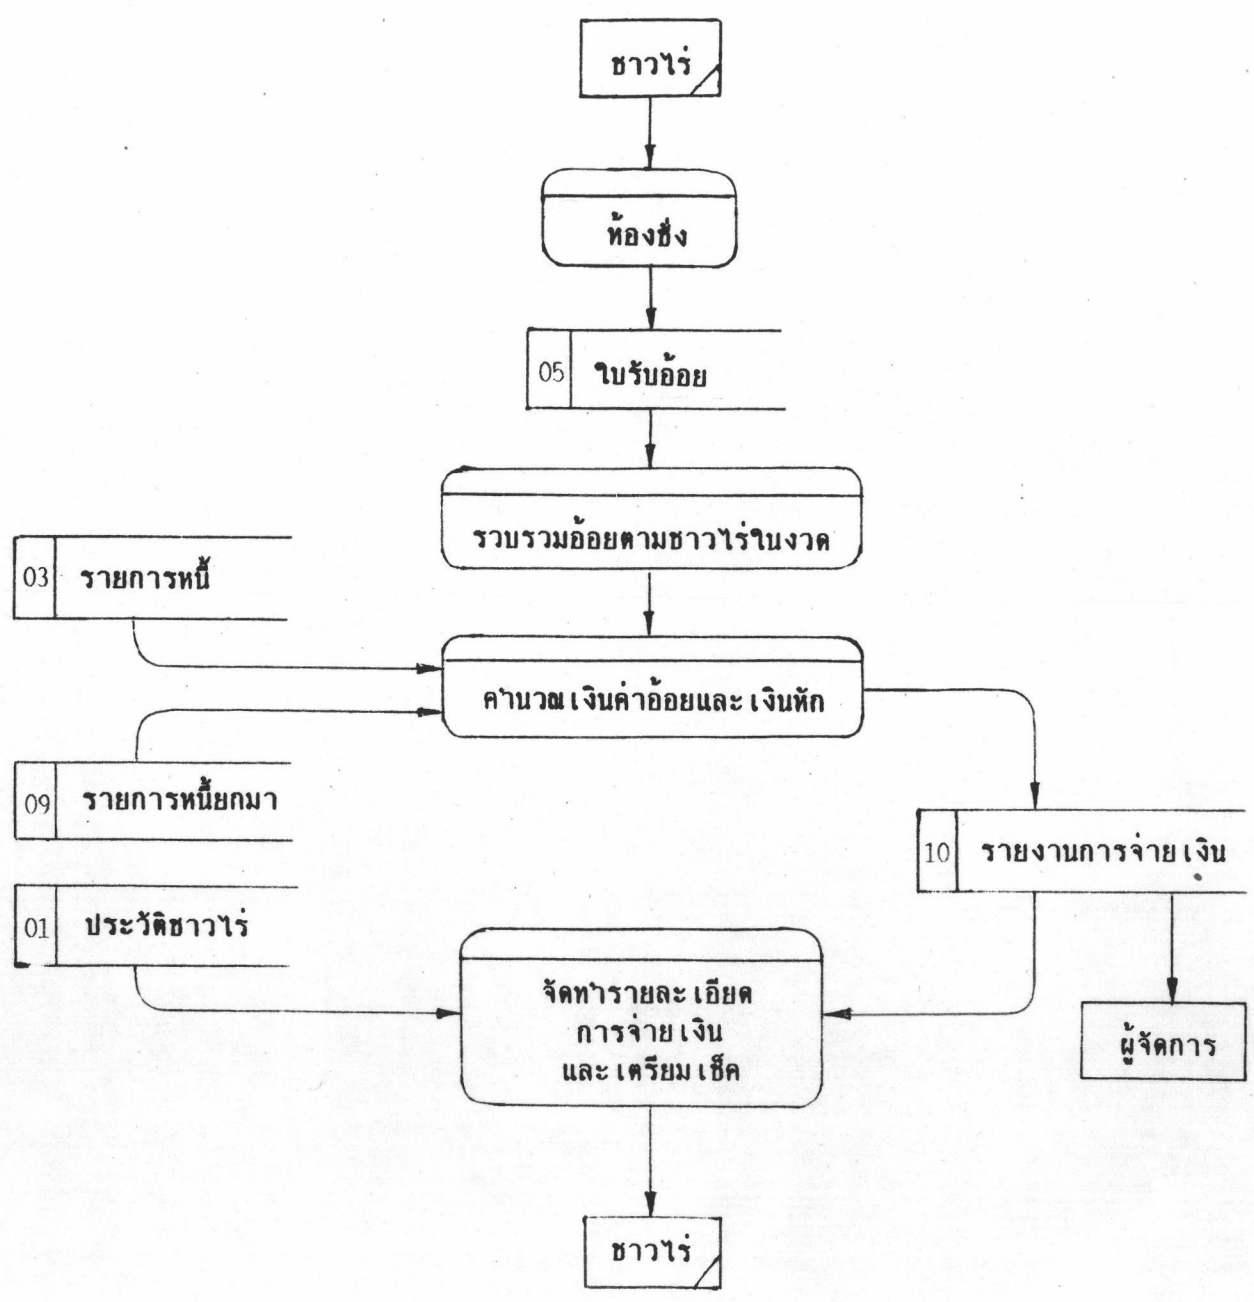 ชาวไร่
ห้องชั่ง
05 ใบรับอ้อย
รวบรวมอ้อยตามชาวไร่ในงวด
03 รายการหนี้
คำนวณเงินค่าอ้อยและเงินหัก
09 รายการหนี้ยกมา
10 รายงานการจ่ายเงิน
01 ประวัติชาวไร่
จัดทำรายละเอียด
การจ่ายเงิน
และเตรียมเช็ค
ผู้จัดการ
ชาวไร่